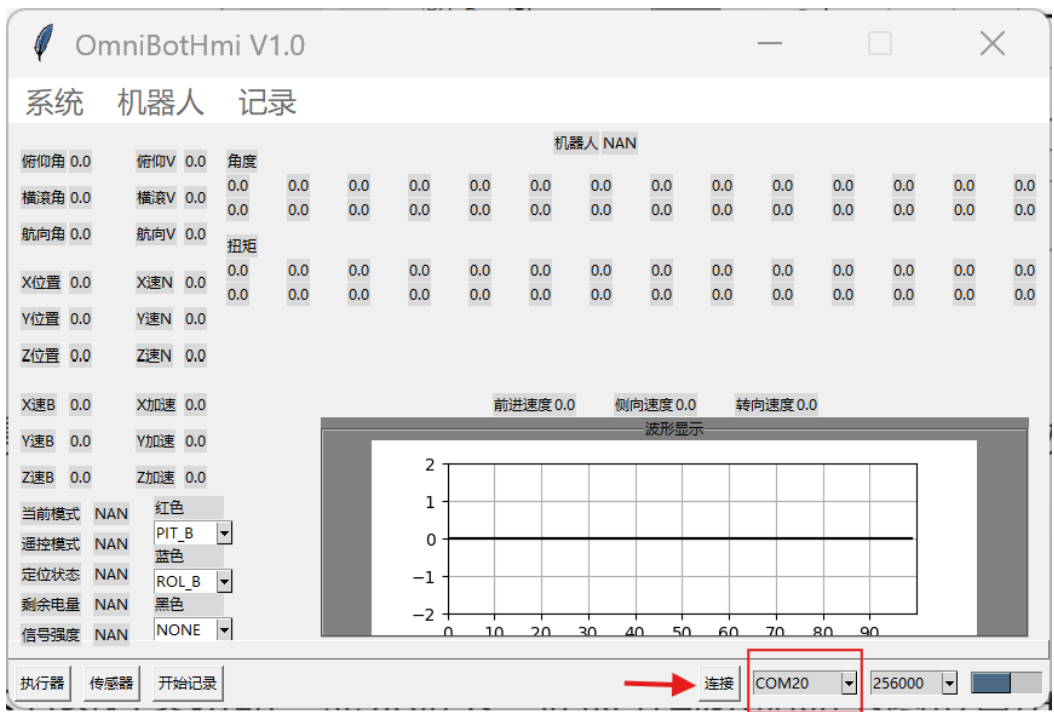 OmniBotHmi V1.0
系统 机器人 记录
机器人 NAN
俯仰角 0.0 俯仰V 0.0 角度
0.0 0.0 0.0 0.0 0.0 0.0 0.0 0.0 0.0 0.0 0.0 0.0 0.0 0.0
横滚角 0.0 横滚V 0.0
0.0 0.0 0.0 0.0 0.0 0.0 0.0 0.0 0.0 0.0 0.0 0.0 0.0 0.0
航向角 0.0 航向V 0.0
扭矩
0.0 0.0 0.0 0.0 0.0 0.0 0.0 0.0 0.0 0.0 0.0 0.0 0.0 0.0
X位置 0.0 X速N 0.0
0.0 0.0 0.0 0.0 0.0 0.0 0.0 0.0 0.0 0.0 0.0 0.0 0.0 0.0
Y位置 0.0 Y速N 0.0
Z位置 0.0 Z速N 0.0
X速B 0.0 X加速 0.0 前进速度 0.0 侧向速度 0.0 转向速度 0.0
波形显示
Y速B 0.0 Y加速 0.0
Z速B 0.0 Z加速 0.0
2
1
0
−1
−2
0 10 20 30 40 50 60 70 80 90
当前模式 NAN 红色
PIT_B
遥控模式 NAN
蓝色
定位状态 NAN ROL_B
剩余电量 NAN 黑色
信号强度 NAN NONE
执行器 传感器 开始记录 连接 COM20 256000